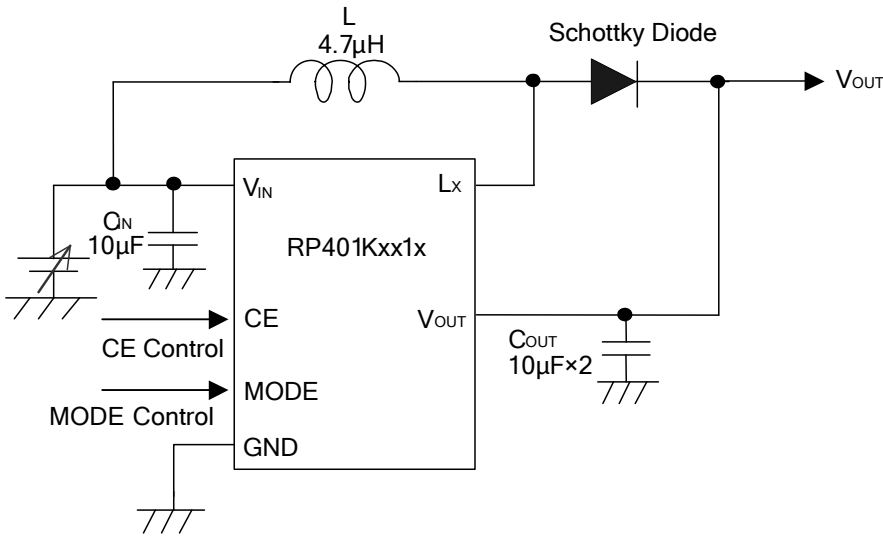 L
4.7µH
Schottky Diode
VOUT
VIN
LX
CIN
10µF
RP401Kxx1x
CE
CE Control
VOUT
COUT
10µF×2
MODE
MODE Control
GND